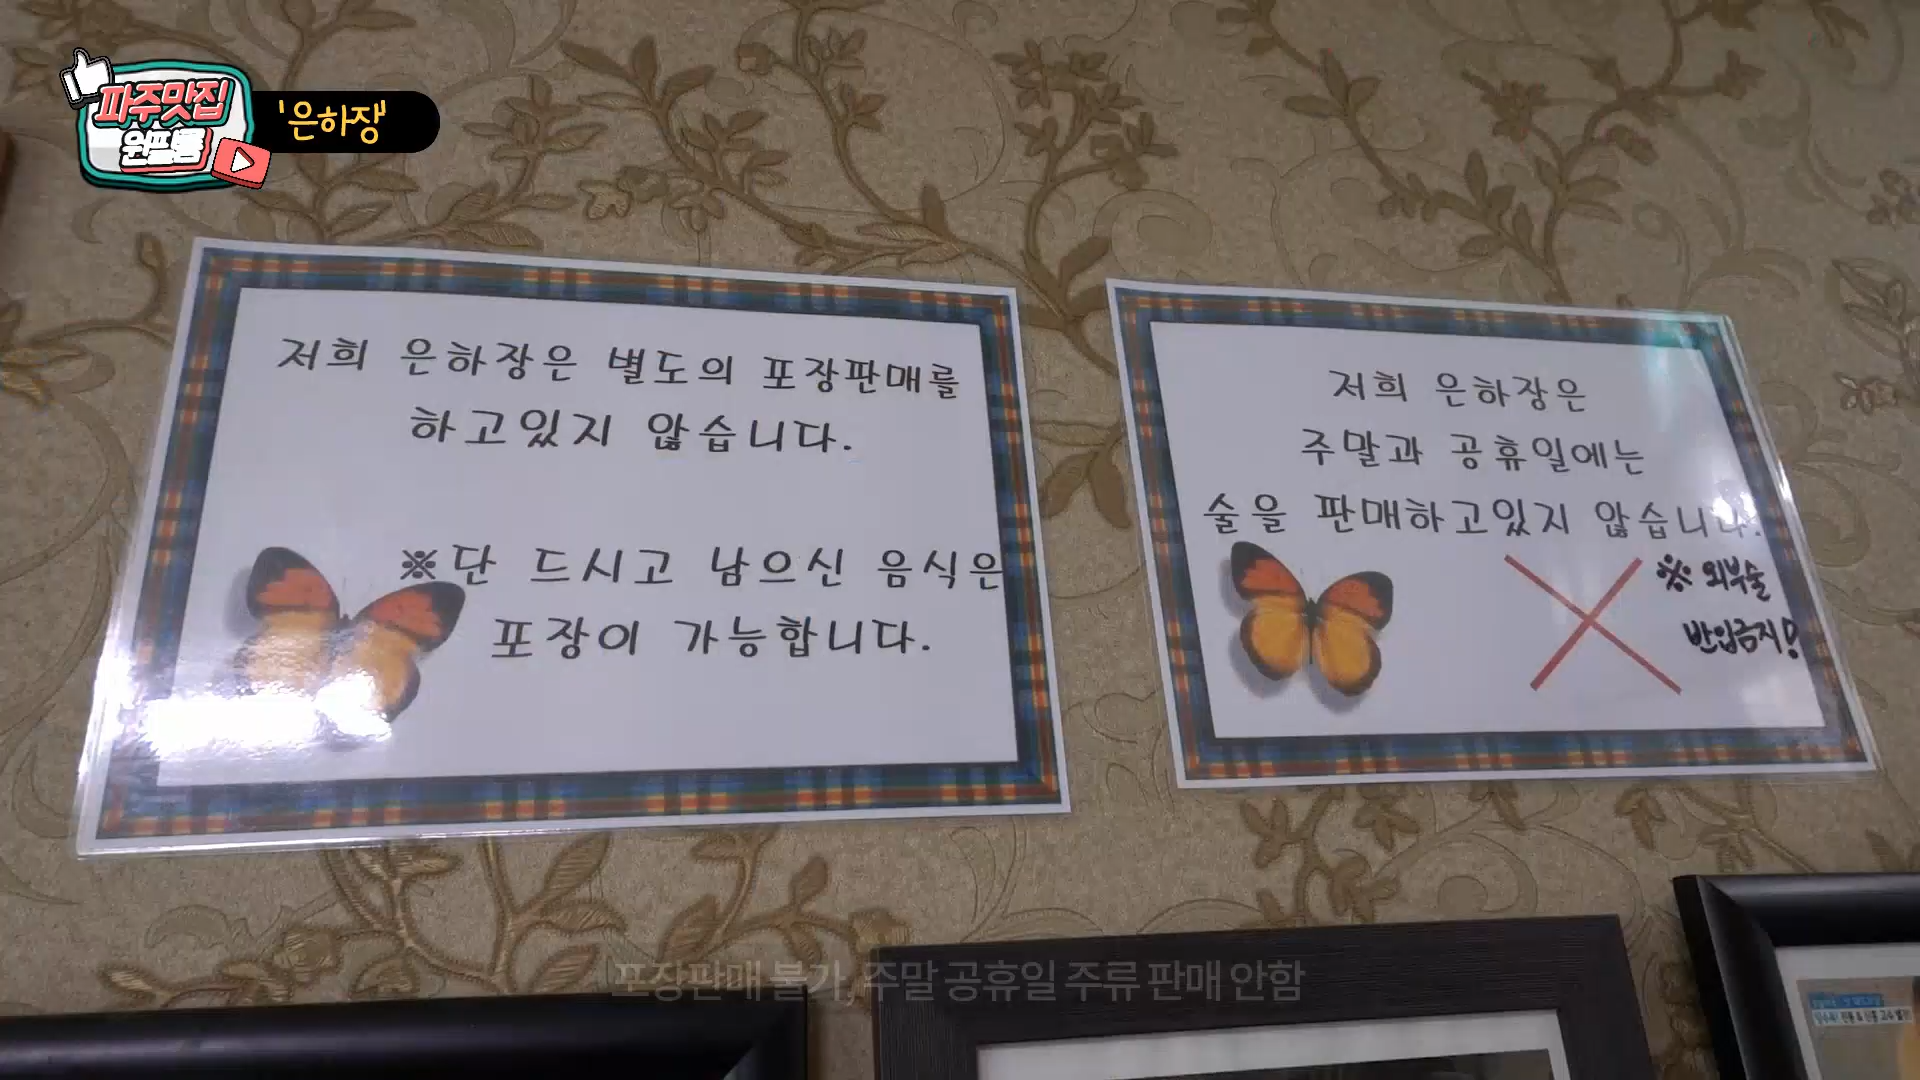 파주맛집
원픽룸
'은하장'
저희 은하장은 별도의 포장판매를
하고있지 않습니다.
※단 드시고 남으신 음식은
포장이 가능합니다.
저희 은하장은
주말과 공휴일에는
술을 판매하고있지 않습니다.
※ 외부술
반입금지!
포장판매 불가, 주말 공휴일 주류 판매 안함